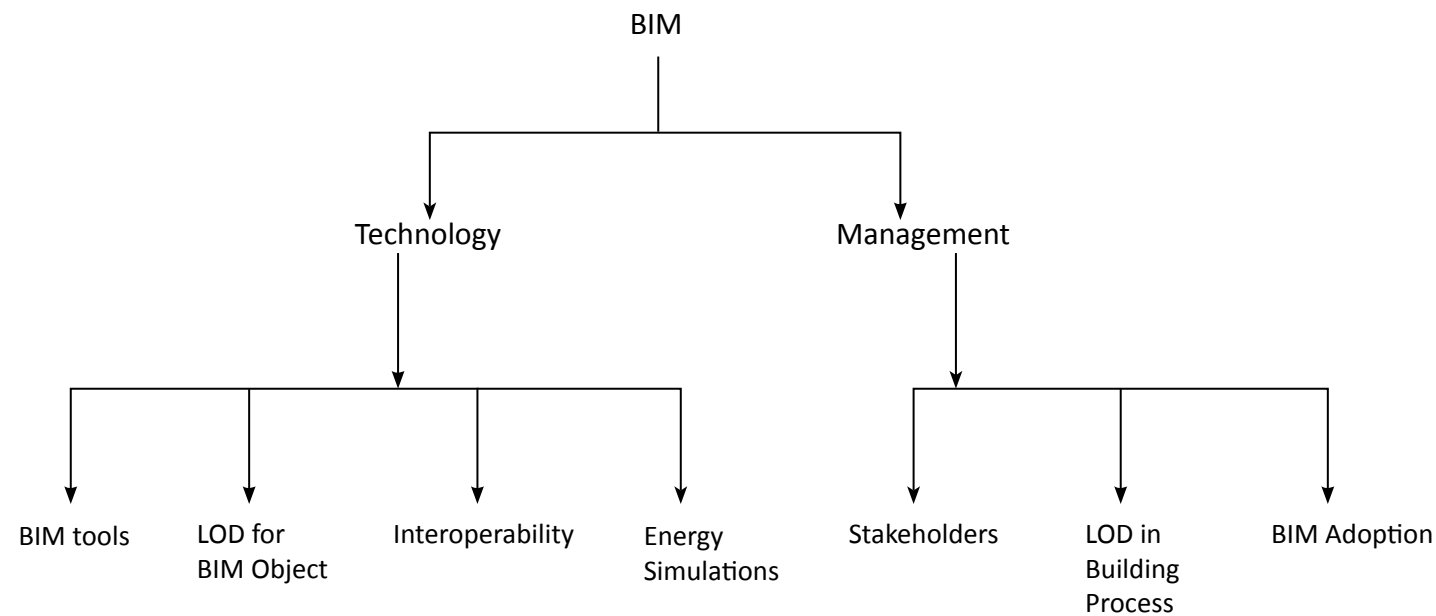 BIM
Technology
Management
BIM tools
LOD for
BIM Object
Interoperability
Energy
Simulations
Stakeholders
LOD in
Building
Process
BIM Adoption